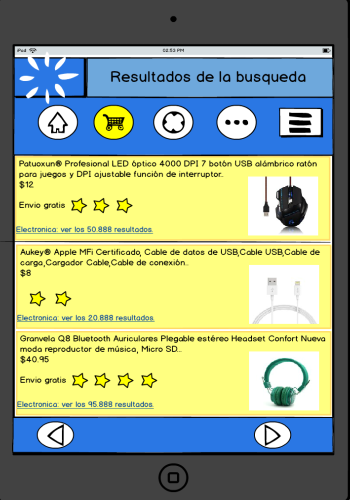 iPad
02:53 PM
Resultados de la busqueda
Patuoxun® Profesional LED óptico 4000 DPI 7 botón USB alámbrico ratón
para juegos y DPI ajustable función de interruptor.
$12
Envio gratis
Electronica: ver los 50.888 resultados.
Aukey® Apple MFi Certificado, Cable de datos de USB,Cable USB,Cable de
carga,Cargador Cable,Cable de conexión..
$8
Electronica: ver los 20.888 resultados.
Granvela Q8 Bluetooth Auriculares Plegable estéreo Headset Confort Nueva
moda reproductor de música, Micro SD...
$40.95
Envio gratis
Electronica: ver los 95.888 resultados.